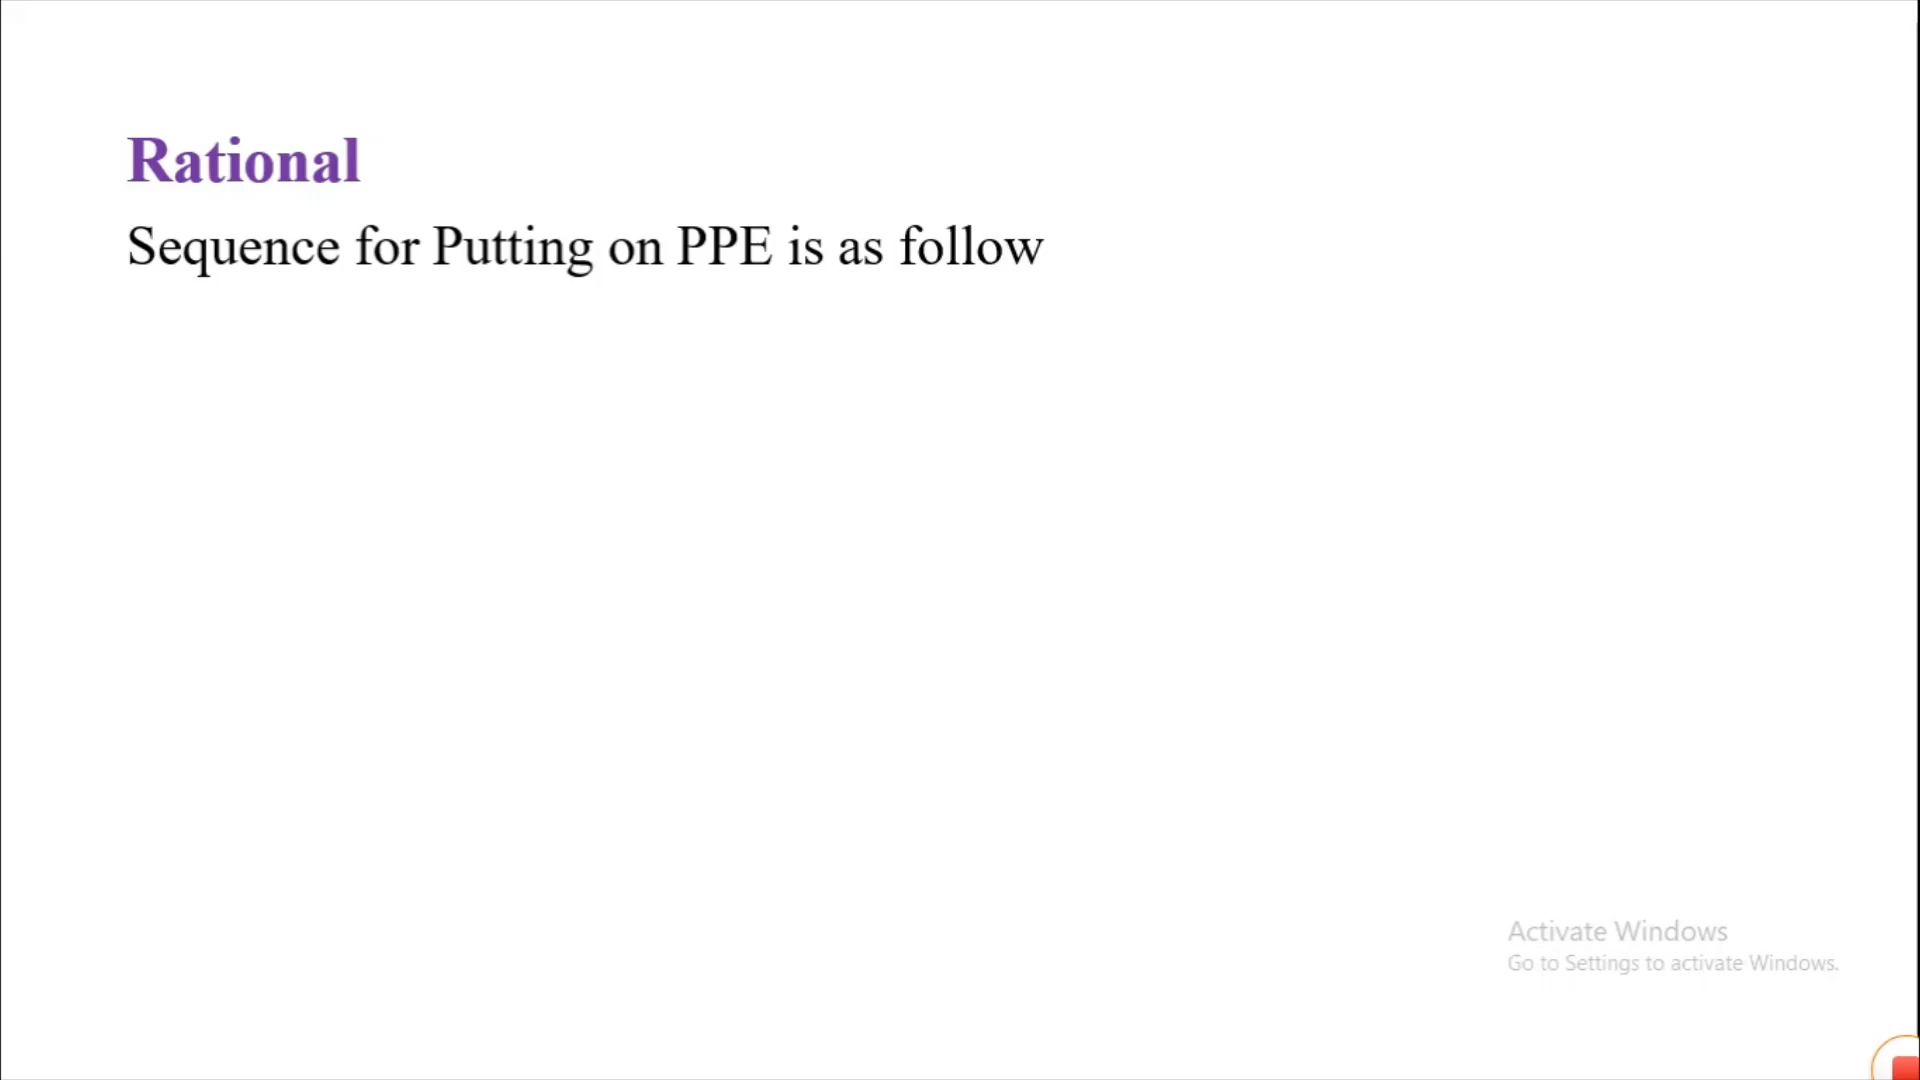 Rational
Sequence for Putting on PPE is as follow
Activate Windows
Go to Settings to activate Windows.